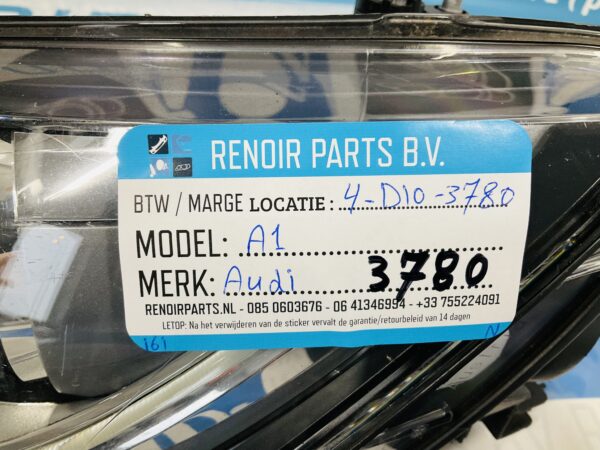 RENOIR PARTS B.V.
BTW / MARGE LOCATIE : 4-D10-3780
MODEL: A1
MERK: Audi 3780
RENOIRPARTS.NL - 085 0603676 - 06 41346994 - +33 755224091
LETOP: Na het verwijderen van de sticker vervalt de garantie/retourbeleid van 14 dagen
161 N